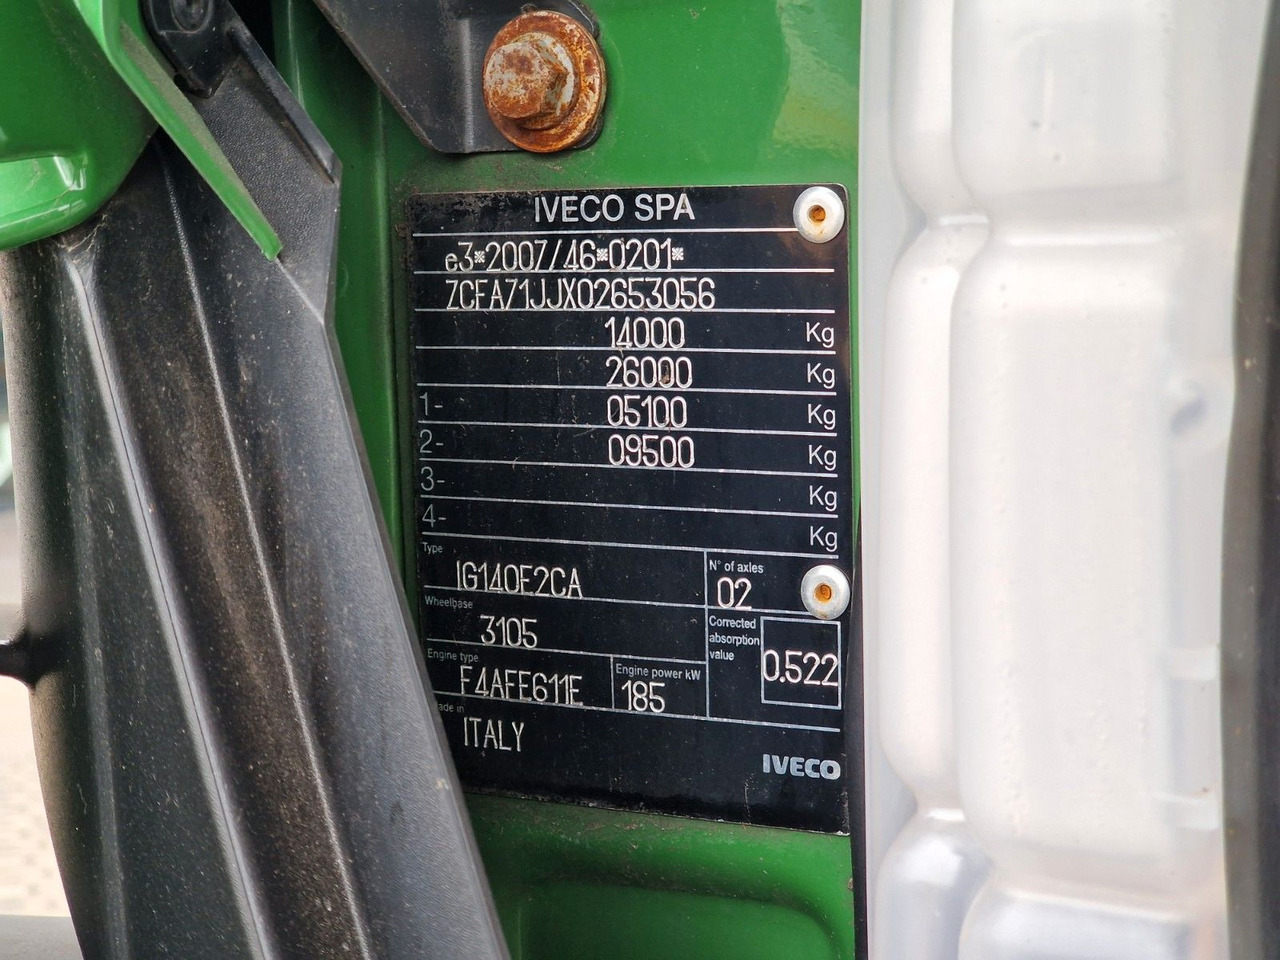 IVECO SPA
e3*2007/46*0201*
ZCFA71JJX02653056
14000 Kg
26000 Kg
1- 05100 Kg
2- 09500 Kg
3- Kg
4- Kg
Type
IG140E2CA
N° of axles
02
Wheelbase
3105
Corrected
absorption
value
0.522
Engine type
F4AFE611E
Engine power kW
185
ade in
ITALY
IVECO